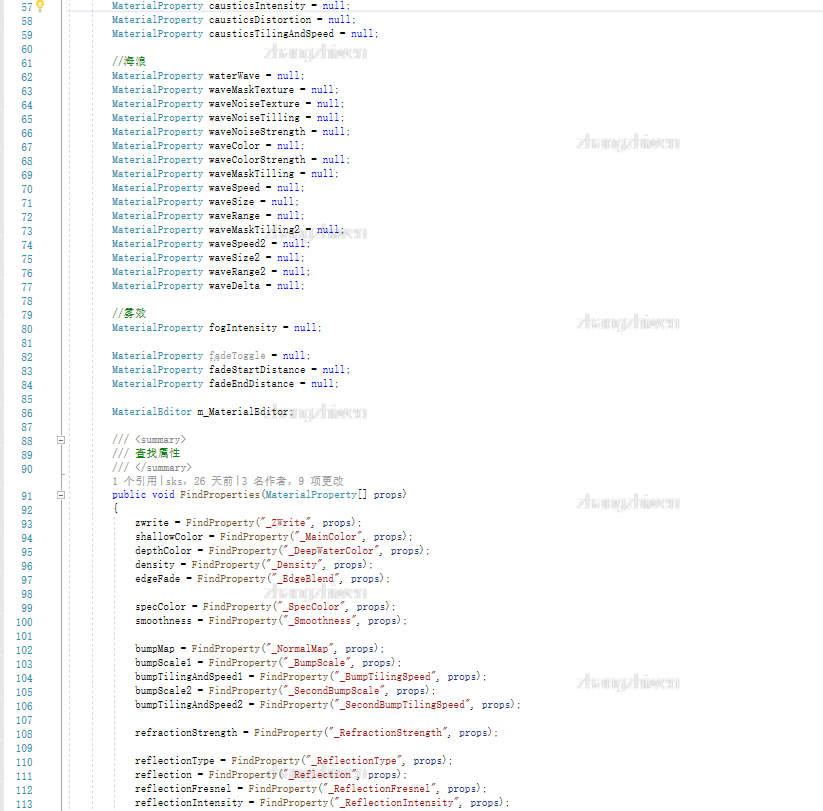 57 MaterialProperty causticsIntensity = null;
58 MaterialProperty causticsDistortion = null;
59 MaterialProperty causticsTilingAndSpeed = null;
60
61 //海浪
62 MaterialProperty waterWave = null;
63 MaterialProperty waveMaskTexture = null;
64 MaterialProperty waveNoiseTexture = null;
65 MaterialProperty waveNoiseTilling = null;
66 MaterialProperty waveNoiseStrength = null;
67 MaterialProperty waveColor = null;
68 MaterialProperty waveColorStrength = null;
69 MaterialProperty waveMaskTilling = null;
70 MaterialProperty waveSpeed = null;
71 MaterialProperty waveSize = null;
72 MaterialProperty waveRange = null;
73 MaterialProperty waveMaskTilling2 = null;
74 MaterialProperty waveSpeed2 = null;
75 MaterialProperty waveSize2 = null;
76 MaterialProperty waveRange2 = null;
77 MaterialProperty waveDelta = null;
78
79 //雾效
80 MaterialProperty fogIntensity = null;
81
82 MaterialProperty fadeToggle = null;
83 MaterialProperty fadeStartDistance = null;
84 MaterialProperty fadeEndDistance = null;
85
86 MaterialEditor m_MaterialEditor;
87
88 /// <summary>
89 /// 查找属性
90 /// </summary>
1 个引用|sks，26 天前|3 名作者，9 项更改
91 public void FindProperties(MaterialProperty[] props)
92 {
93 zwrite = FindProperty("_ZWrite", props);
94 shallowColor = FindProperty("_MainColor", props);
95 depthColor = FindProperty("_DeepWaterColor", props);
96 density = FindProperty("_Density", props);
97 edgeFade = FindProperty("_EdgeBlend", props);
98
99 specColor = FindProperty("_SpecColor", props);
100 smoothness = FindProperty("_Smoothness", props);
101
102 bumpMap = FindProperty("_NormalMap", props);
103 bumpScale1 = FindProperty("_BumpScale", props);
104 bumpTilingAndSpeed1 = FindProperty("_BumpTilingSpeed", props);
105 bumpScale2 = FindProperty("_SecondBumpScale", props);
106 bumpTilingAndSpeed2 = FindProperty("_SecondBumpTilingSpeed", props);
107
108 refractionStrength = FindProperty("_RefractionStrength", props);
109
110 reflectionType = FindProperty("_ReflectionType", props);
111 reflection = FindProperty("_Reflection", props);
112 reflectionFresnel = FindProperty("_ReflectionFresnel", props);
113 reflectionIntensity = FindProperty("_ReflectionIntensity", props);
zhangzhiwen
zhangzhiwen
zhangzhiwen
zhangzhiwen
zhangzhiwen
zhangzhiwen
zhangzhiwen
zhangzhiwen
zhangzhiwen